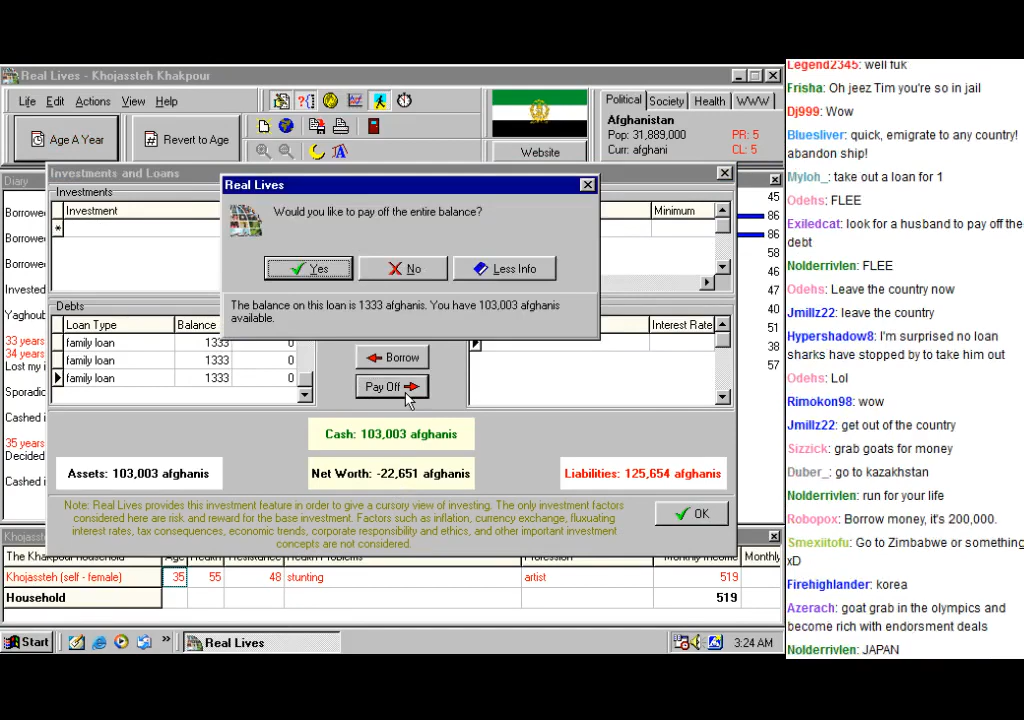 Real Lives - Khojassteh Khakpour
Life Edit Actions View Help
Age A Year
Revert to Age
Website
Political Society Health WWW
Afghanistan
Pop: 31,889,000 PR: 5
Curr: afghani CL: 5
Diary
Borrowe
Borrowe
Borrowe
Invested
Yaghout
33 years
34 years
Lost my i
Sporadic
Cashed i
35 years
Decided
Cashed i
Investments and Loans
Investments
Investment
Minimum
Real Lives
Would you like to pay off the entire balance?
Yes
No
Less Info
The balance on this loan is 1333 afghanis. You have 103,003 afghanis
available.
45
86
86
58
46
47
40
51
38
57
Debts
Loan Type Balance
Interest Rate
family loan 1333 0
family loan 1333 0
family loan 1333 0
Borrow
Pay Off
Cash: 103,003 afghanis
Assets: 103,003 afghanis
Net Worth: -22,651 afghanis
Liabilities: 125,654 afghanis
Note: Real Lives provides this investment feature in order to give a cursory view of investing. The only investment factors
considered here are risk and reward for the base investment. Factors such as inflation, currency exchange, fluxuating
interest rates, tax consequences, economic trends, corporate responsibility and ethics, and other important investment
concepts are not considered.
OK
The Khakpour Household
Khojassteh (self - female) 35 55 48 stunting artist 519
Household 519
Start
Real Lives
3:24 AM
Legend2345: well fuk
Frisha: Oh jeez Tim you're so in jail
Dj999: Wow
Bluesliver: quick, emigrate to any country!
abandon ship!
Myloh_: take out a loan for 1
Odehs: FLEE
Exiledcat: look for a husband to pay off the
debt
Nolderrivlen: FLEE
Odehs: Leave the country now
Jmillz22: leave the country
Hypershadow8: I'm surprised no loan
sharks have stopped by to take him out
Odehs: Lol
Rimokon98: wow
Jmillz22: get out of the country
Sizzick: grab goats for money
Duber_: go to kazakhstan
Nolderrivlen: run for your life
Robopox: Borrow money, it's 200,000.
Smexiitofu: Go to Zimbabwe or something
xD
Firehighlander: korea
Azerach: goat grab in the olympics and
become rich with endorsment deals
Nolderrivlen: JAPAN